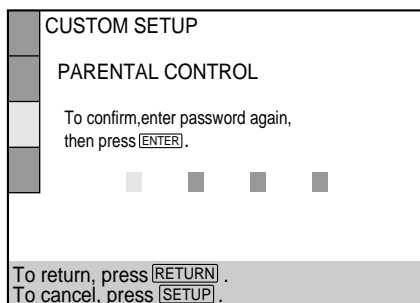 CUSTOM SETUP
PARENTAL CONTROL
To confirm,enter password again,
then press ENTER.
To return, press RETURN.
To cancel, press SETUP.